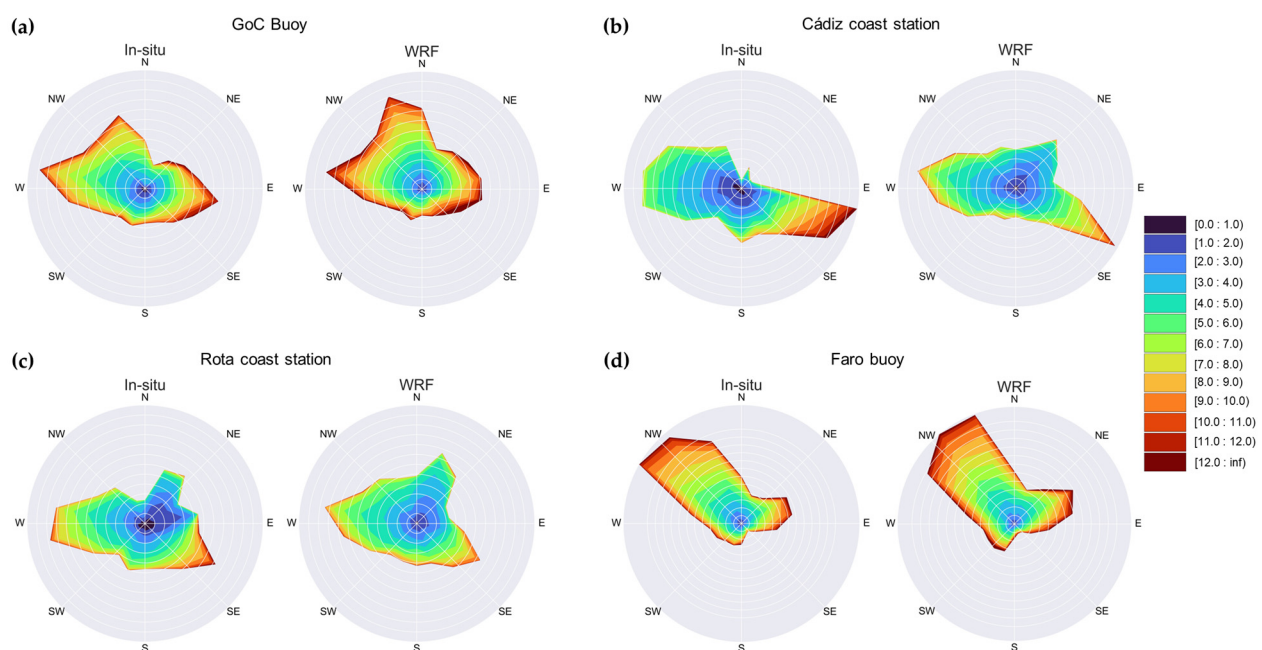 (a)
GoC Buoy
In-situ
N
NE
E
SE
S
SW
W
NW
WRF
N
NE
E
SE
S
SW
W
NW
(b)
Cádiz coast station
In-situ
N
NE
E
SE
S
SW
W
NW
WRF
N
NE
E
SE
S
SW
W
NW
(c)
Rota coast station
In-situ
N
NE
E
SE
S
SW
W
NW
WRF
N
NE
E
SE
S
SW
W
NW
(d)
Faro buoy
In-situ
N
NE
E
SE
S
SW
W
NW
WRF
N
NE
E
SE
S
SW
W
NW
[0.0 : 1.0)
[1.0 : 2.0)
[2.0 : 3.0)
[3.0 : 4.0)
[4.0 : 5.0)
[5.0 : 6.0)
[6.0 : 7.0)
[7.0 : 8.0)
[8.0 : 9.0)
[9.0 : 10.0)
[10.0 : 11.0)
[11.0 : 12.0)
[12.0 : inf)